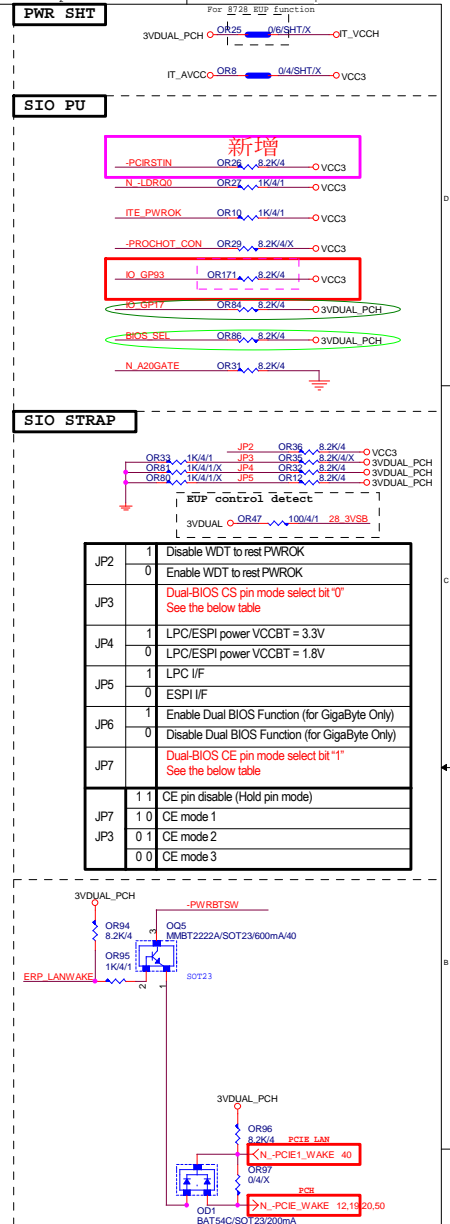 PWR SHT
For 8728 EUP function
3VDUAL_PCH OR25 0/6/SHT/X IT_VCCH
IT_AVCC OR8 0/4/SHT/X VCC3
SIO PU
新增
-PCIRSTIN OR26 8.2K/4 VCC3
N_-LDRQ0 OR27 1K/4/1 VCC3
ITE_PWROK OR10 1K/4/1 VCC3
-PROCHOT_CON OR29 8.2K/4/X VCC3
IO_GP93 OR171 8.2K/4 VCC3
IO_GP17 OR84 8.2K/4 3VDUAL_PCH
BIOS_SEL OR86 8.2K/4 3VDUAL_PCH
N_A20GATE OR31 8.2K/4
SIO STRAP
JP2 OR36 8.2K/4 VCC3
OR33 1K/4/1 JP3 OR35 8.2K/4/X 3VDUAL_PCH
OR81 1K/4/1/X JP4 OR32 8.2K/4 3VDUAL_PCH
OR80 1K/4/1/X JP5 OR12 8.2K/4 3VDUAL_PCH
EUP control detect
3VDUAL OR47 100/4/1 28_3VSB
JP2 1 Disable WDT to rest PWROK
0 Enable WDT to rest PWROK
JP3 Dual-BIOS CS pin mode select bit "0"
See the below table
JP4 1 LPC/ESPI power VCCBT = 3.3V
0 LPC/ESPI power VCCBT = 1.8V
JP5 1 LPC I/F
0 ESPI I/F
JP6 1 Enable Dual BIOS Function (for GigaByte Only)
0 Disable Dual BIOS Function (for GigaByte Only)
JP7 Dual-BIOS CE pin mode select bit "1"
See the below table
JP7 JP3 1 1 CE pin disable (Hold pin mode)
1 0 CE mode 1
0 1 CE mode 2
0 0 CE mode 3
3VDUAL_PCH
-PWRBTSW
OR94
8.2K/4
OQ5
MMBT2222A/SOT23/600mA/40
3
OR95
1K/4/1
SOT23
ERP_LANWAKE
2
1
3VDUAL_PCH
OR96
8.2K/4
PCIE LAN
N_-PCIE1_WAKE 40
OR97
0/4/X
PCH
N_-PCIE_WAKE 12,19,20,50
OD1
BAT54C/SOT23/200mA
D
C
B